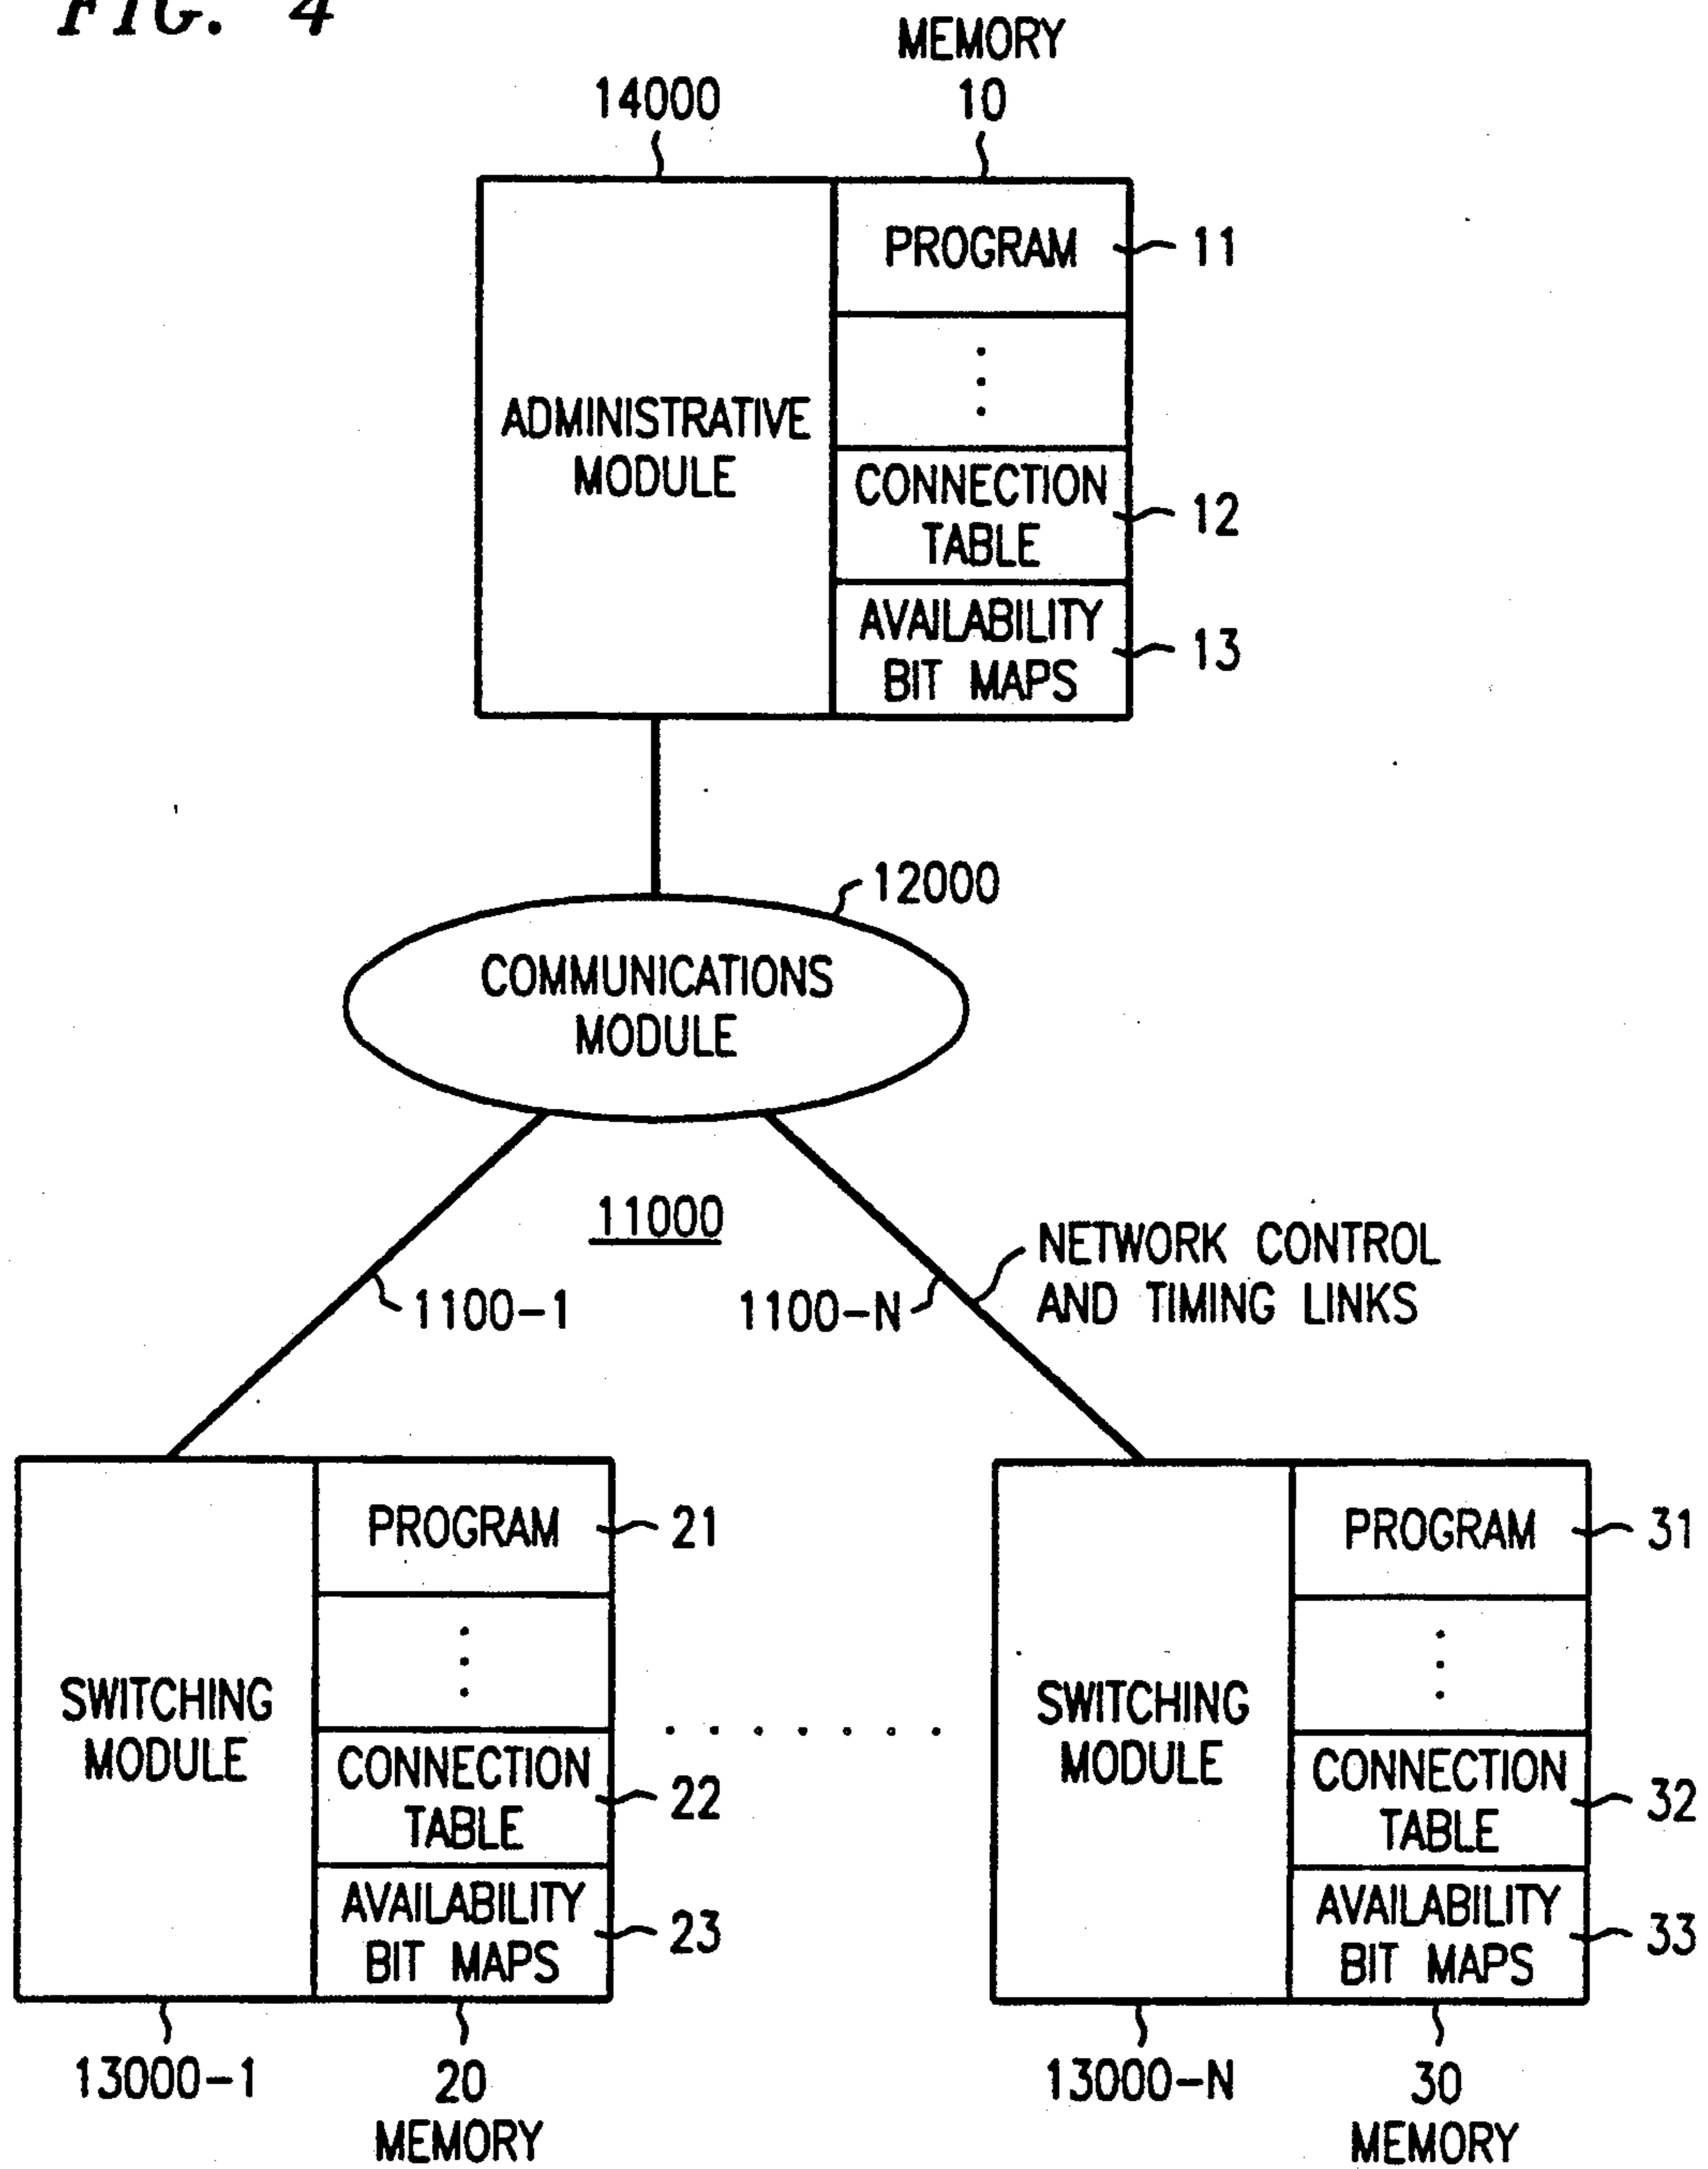 FIG. 4
MEMORY
14000
10
PROGRAM
11
ADMINISTRATIVE
MODULE
CONNECTION
TABLE
12
AVAILABILITY
BIT MAPS
13
12000
COMMUNICATIONS
MODULE
11000
NETWORK CONTROL
AND TIMING LINKS
1100-1
1100-N
PROGRAM
21
SWITCHING
MODULE
CONNECTION
TABLE
22
AVAILABILITY
BIT MAPS
23
13000-1
20
MEMORY
PROGRAM
31
SWITCHING
MODULE
CONNECTION
TABLE
32
AVAILABILITY
BIT MAPS
33
13000-N
30
MEMORY